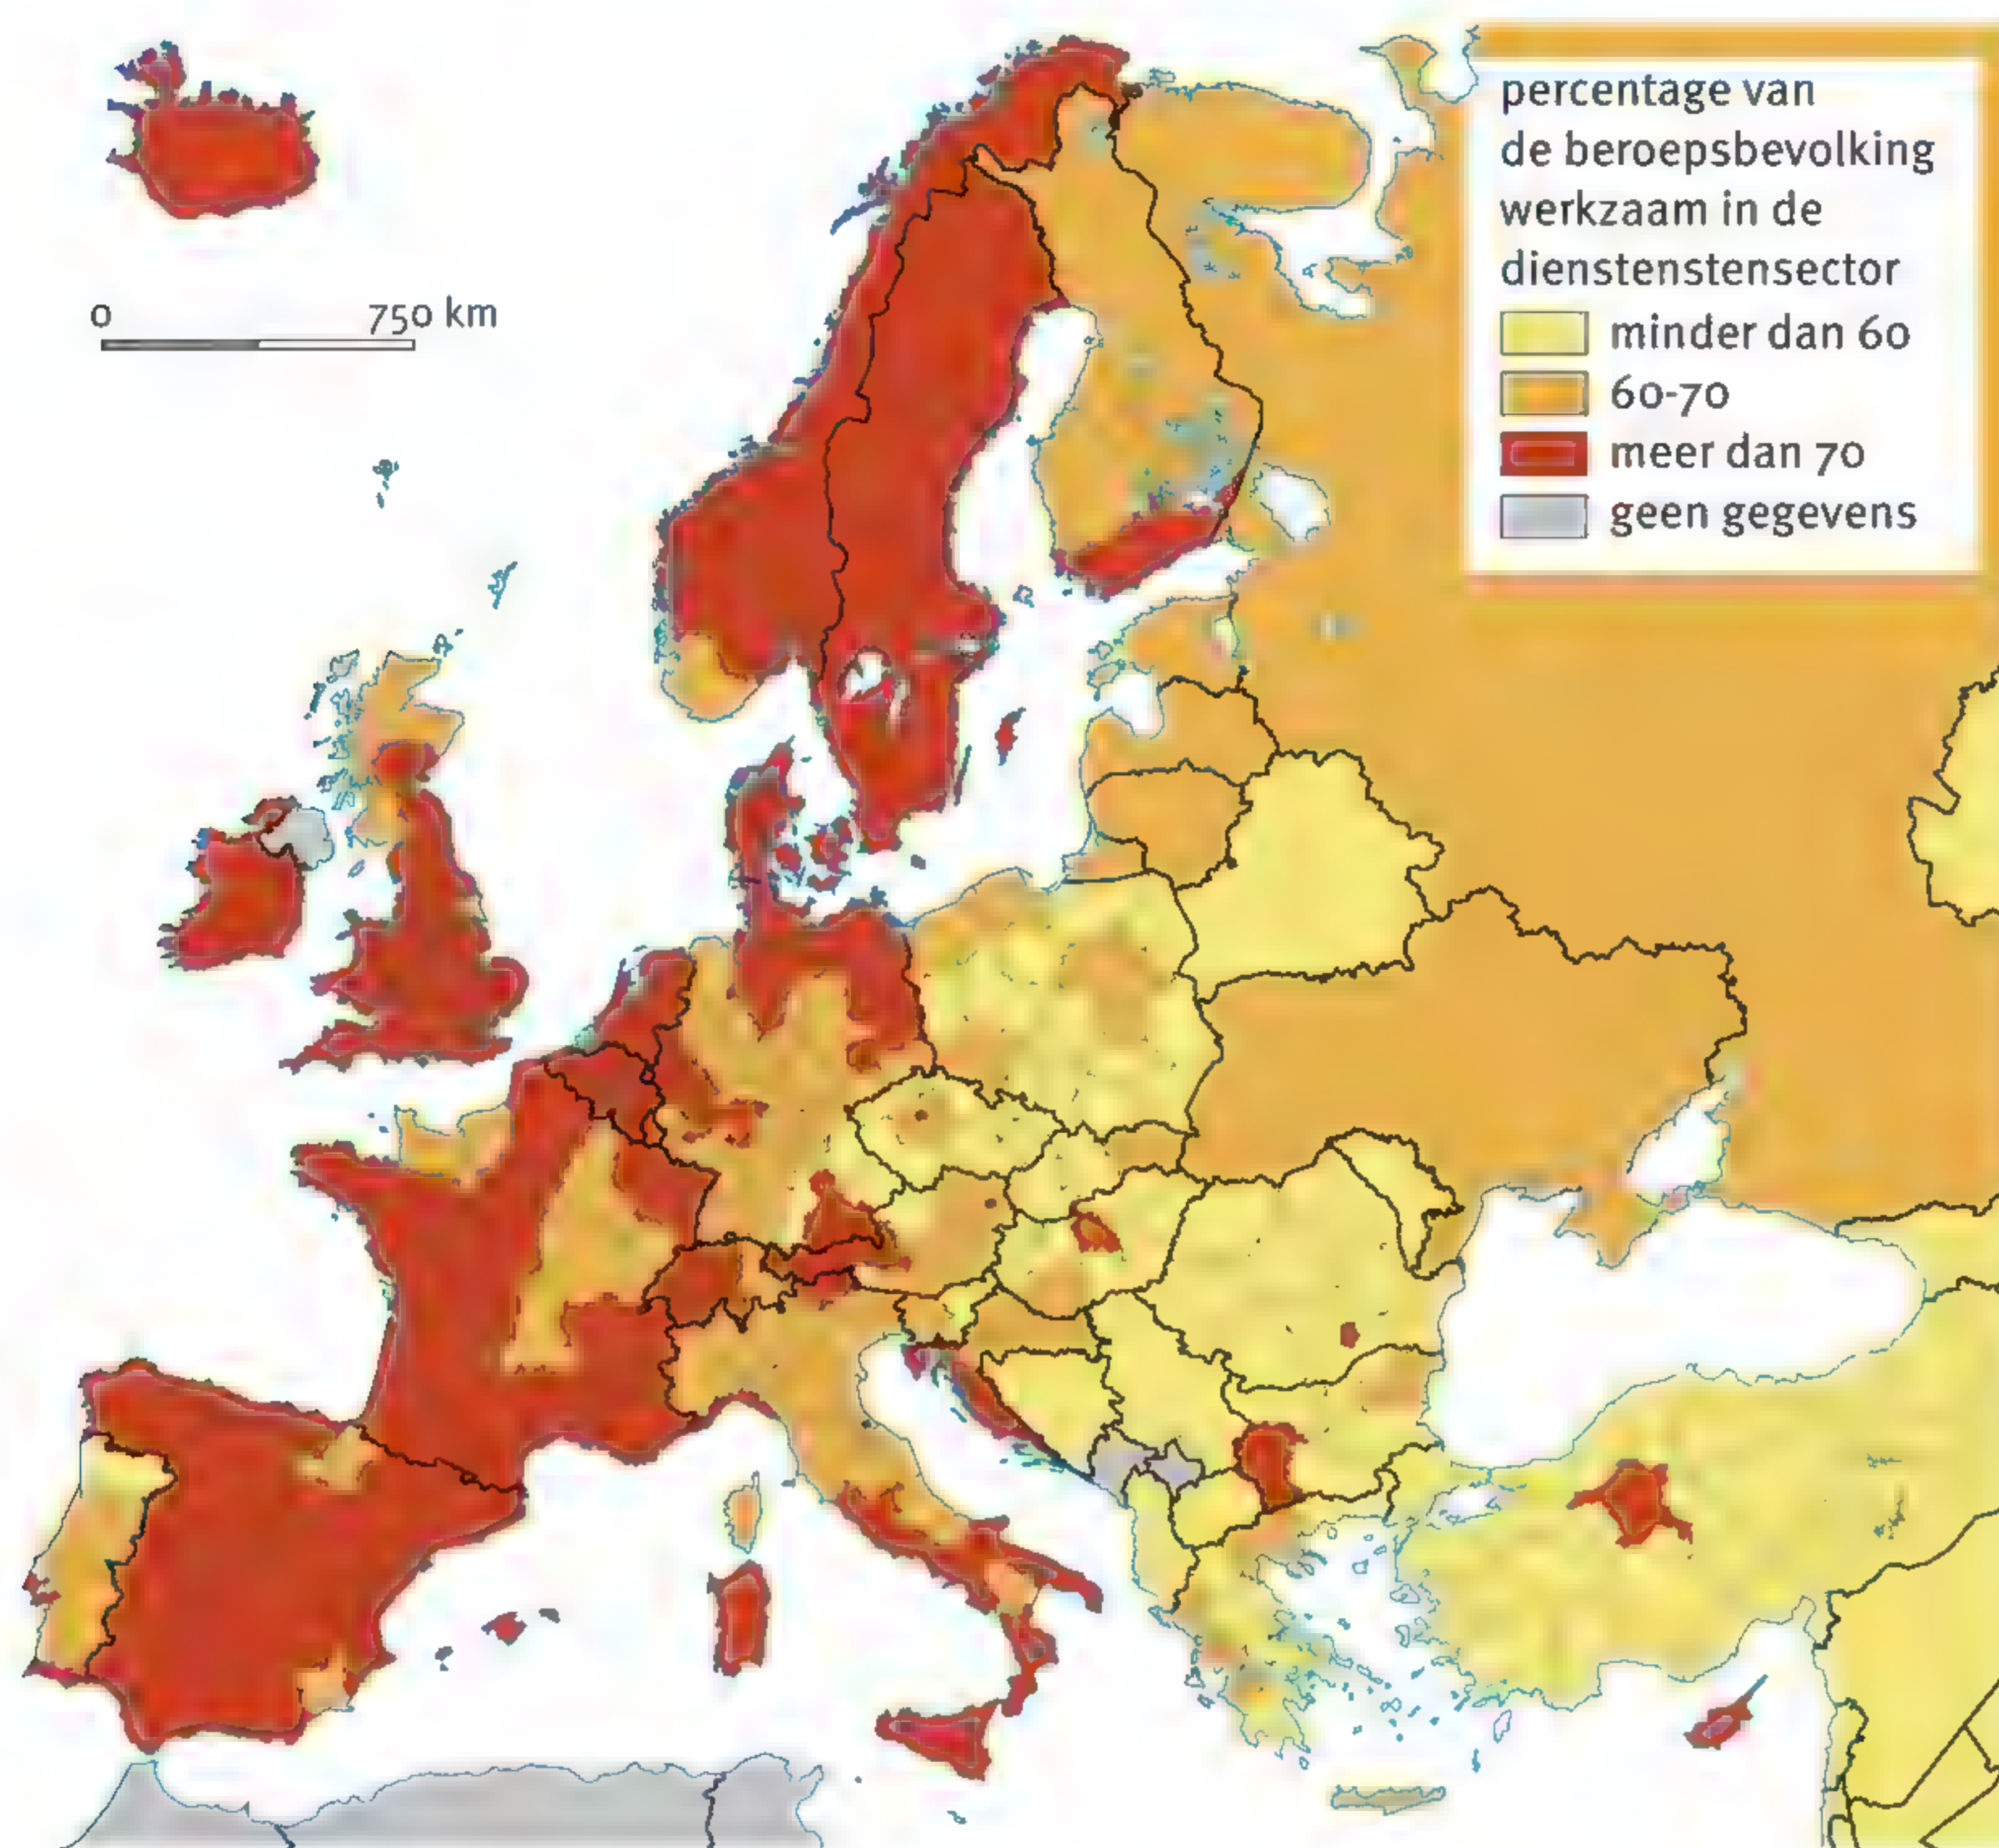 percentage van
de beroepsbevolking
werkzaam in de
dienstenstensector
minder dan 60
60-70
meer dan 70
geen gegevens
0 750 km